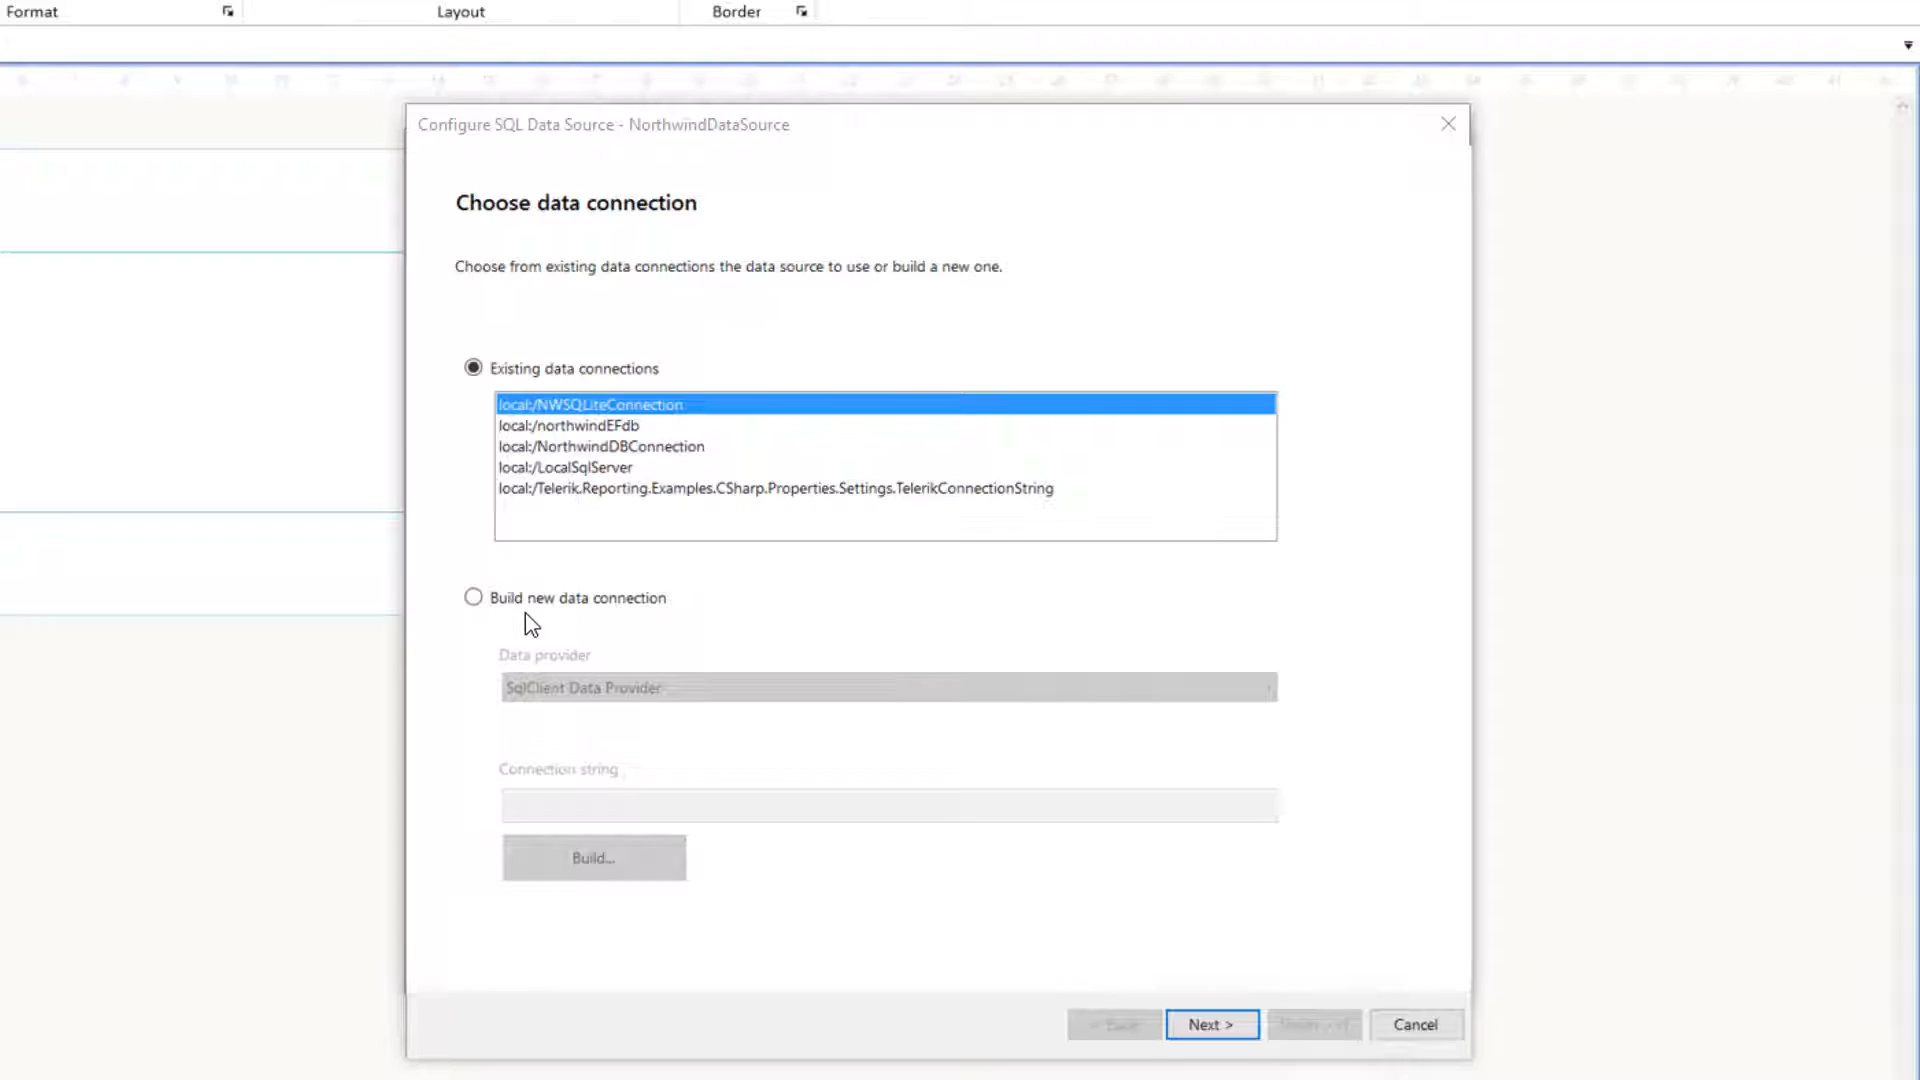 Format
Layout
Border
Configure SQL Data Source - NorthwindDataSource
Choose data connection
Choose from existing data connections the data source to use or build a new one.
Existing data connections
local:/NWSQLiteConnection
local:/northwindEFdb
local:/NorthwindDBConnection
local:/LocalSqlServer
local:/Telerik.Reporting.Examples.CSharp.Properties.Settings.TelerikConnectionString
Build new data connection
Data provider
SqlClient Data Provider
Connection string
Build...
Next >
Cancel